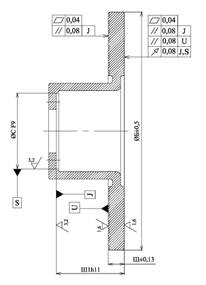 0,04
0,08 J
0,04
0,08 J
0,08 U
0,08 J,S
ØC F9
3,2
S
J
U
3,2
1,6
1,6
Ш±0,13
Ш1h11